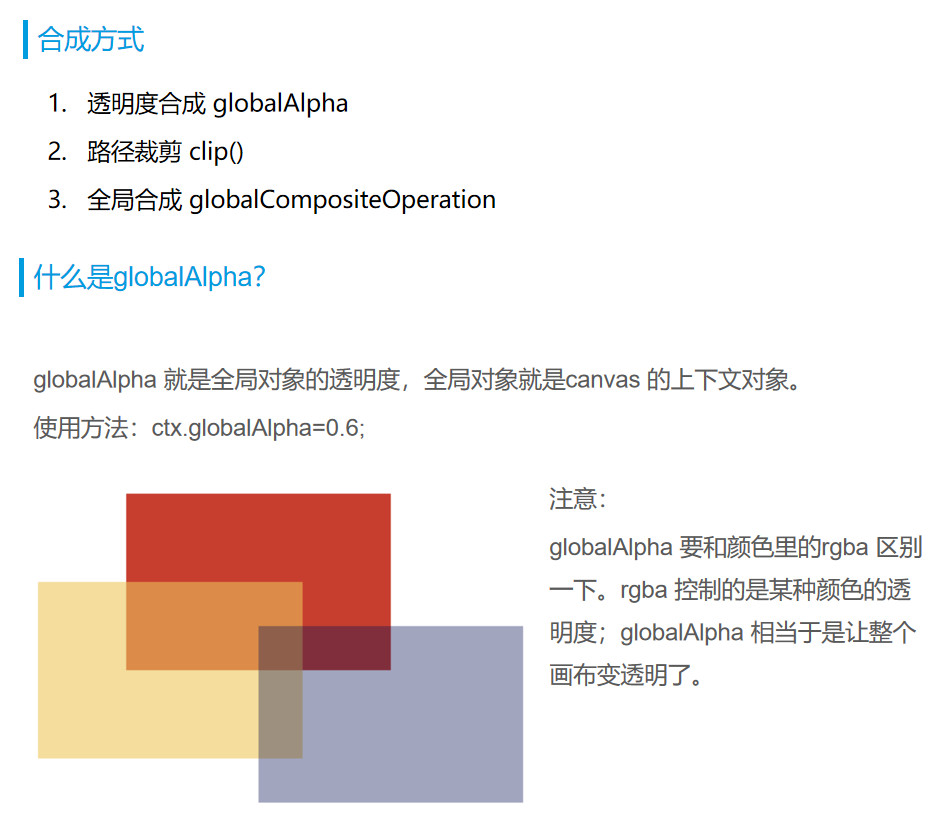 合成方式
1. 透明度合成 globalAlpha
2. 路径裁剪 clip()
3. 全局合成 globalCompositeOperation
什么是globalAlpha？
globalAlpha 就是全局对象的透明度，全局对象就是canvas 的上下文对象。
使用方法：ctx.globalAlpha=0.6;
注意：
globalAlpha 要和颜色里的rgba 区别
一下。rgba 控制的是某种颜色的透
明度；globalAlpha 相当于是让整个
画布变透明了。